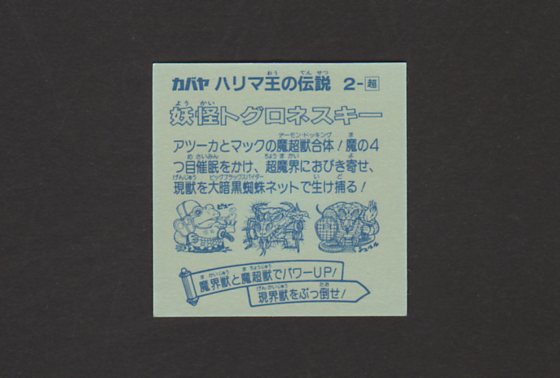 カバヤ ハリマ王の伝説 2-超
妖怪トグロネスキー
アツーカとマックの魔超獣合体！魔の4
つ目催眠をかけ、超魔界におびき寄せ、
現獣を大暗黒蜘蛛ネットで生け捕る！
魔界獣と魔超獣でパワーUP！
現界獣をぶっ倒せ！